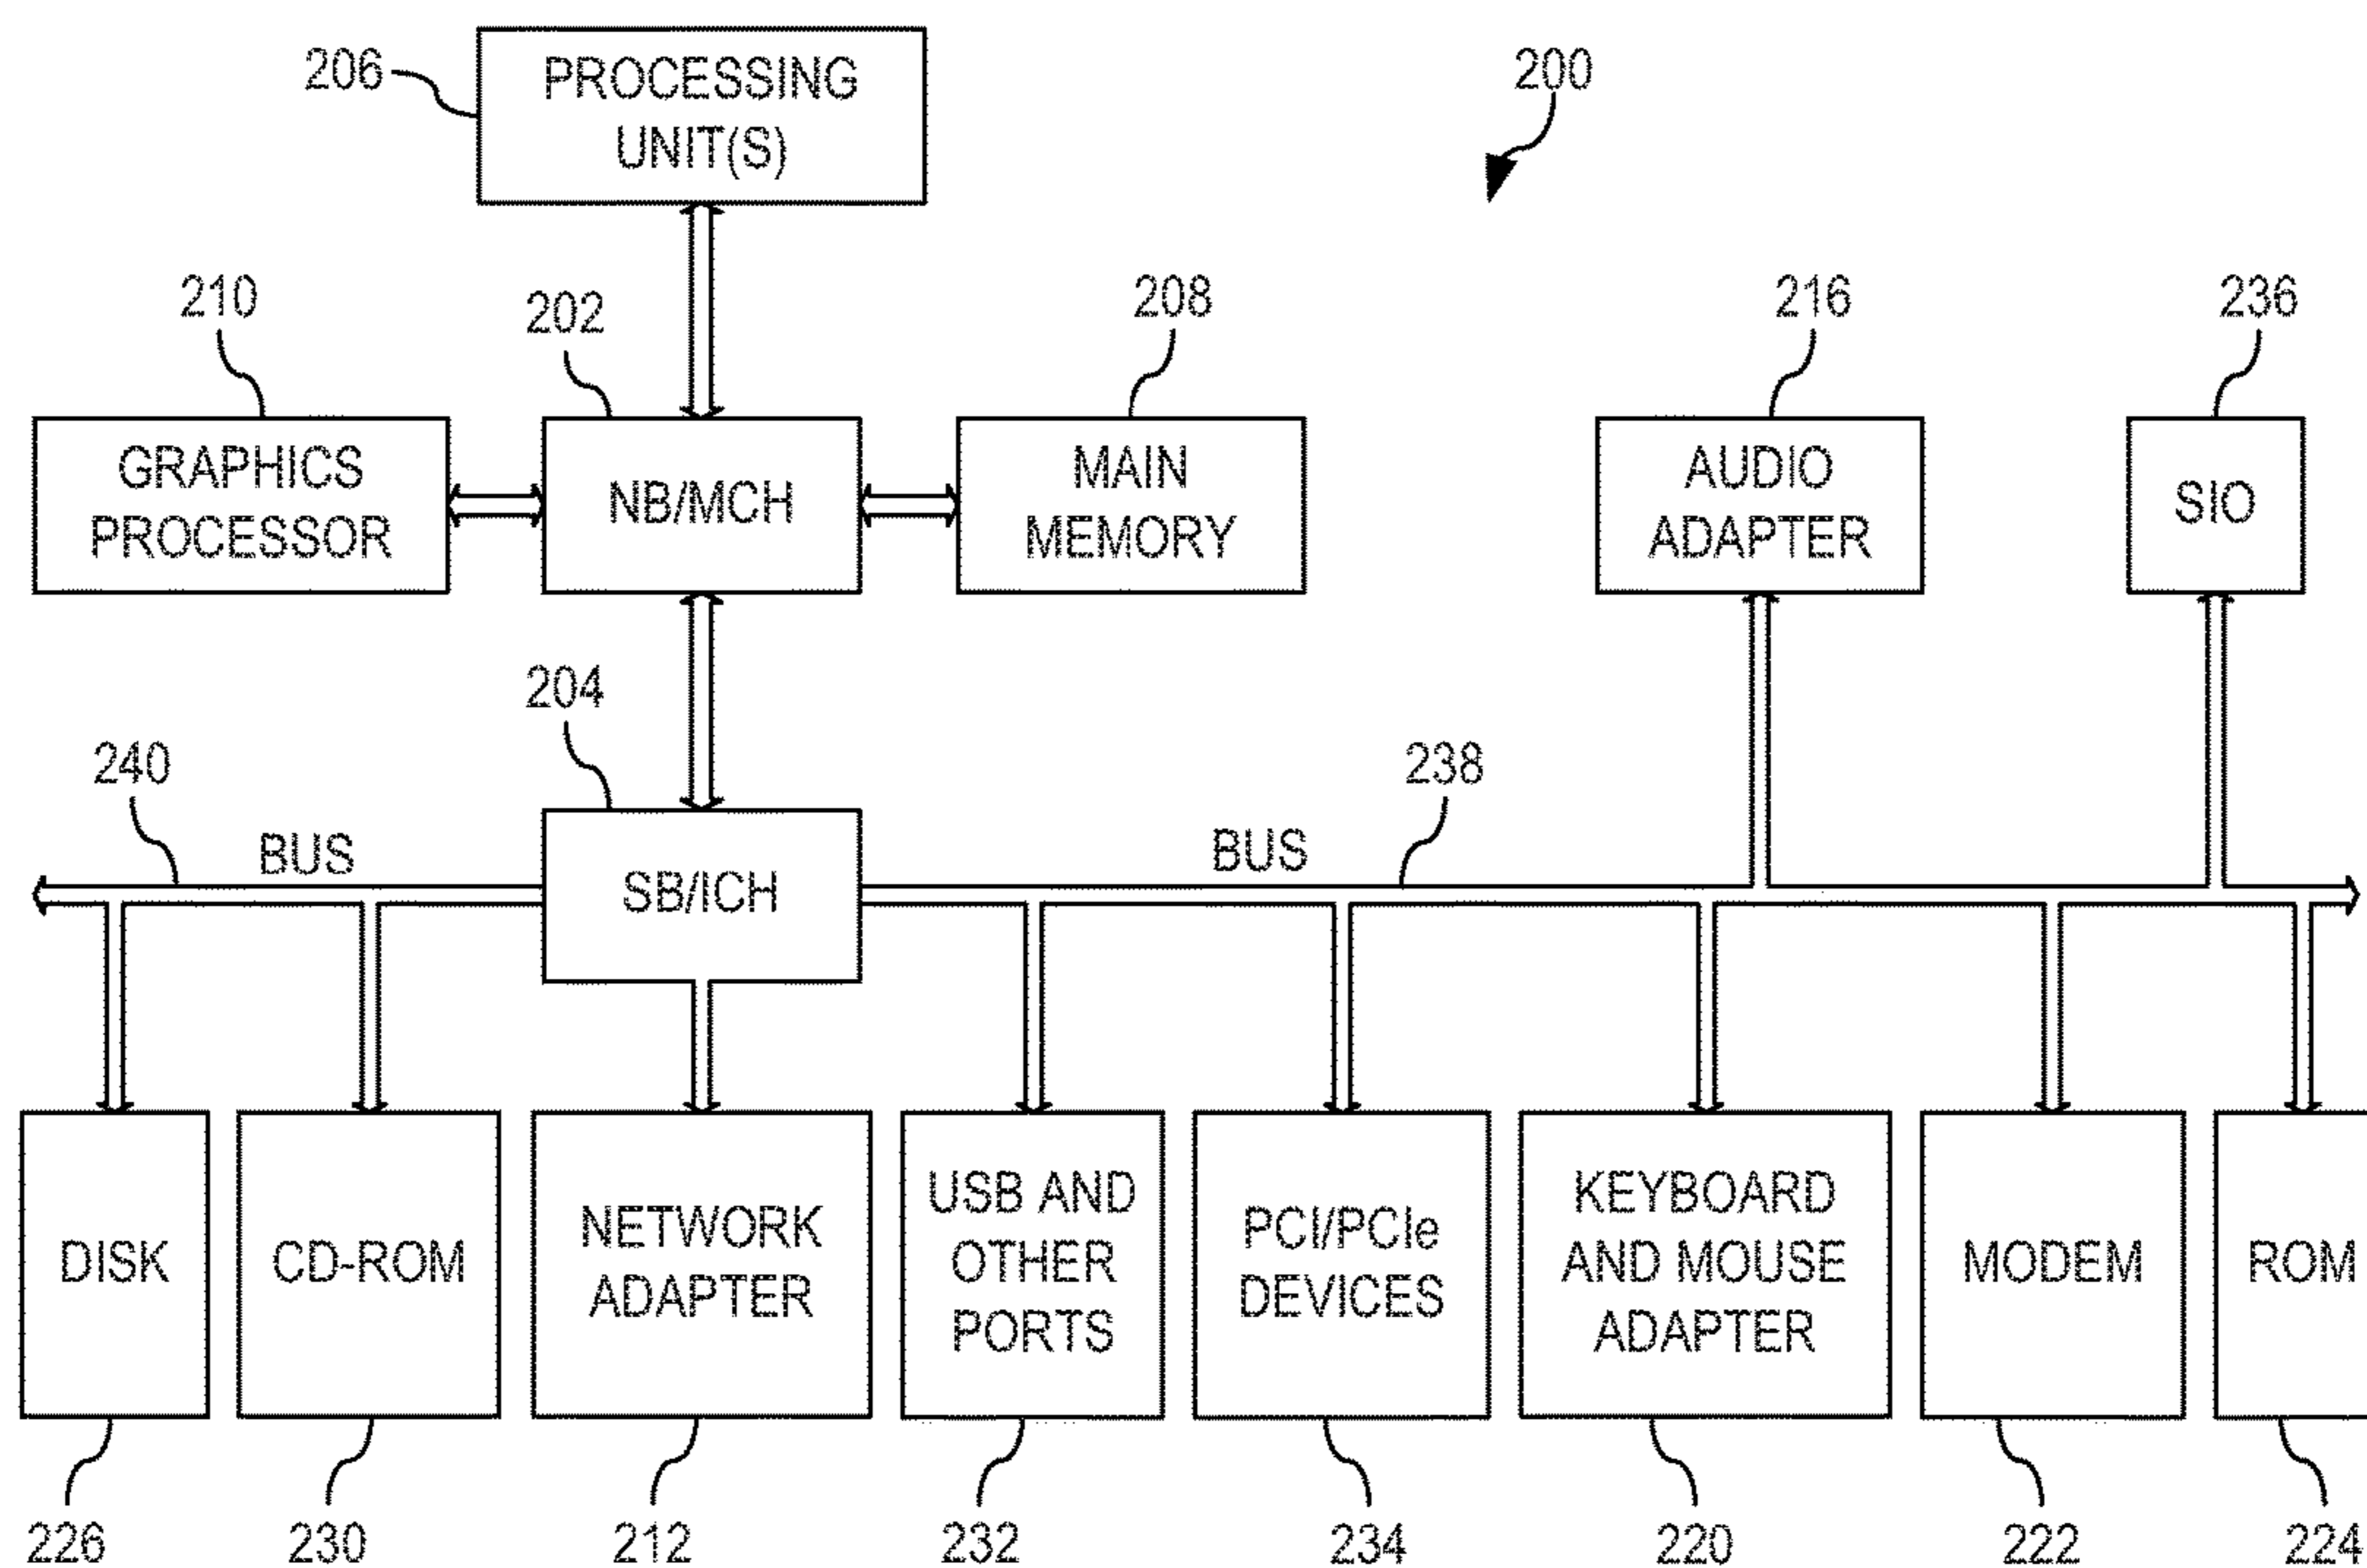 206
PROCESSING
UNIT(S)
200
210
202
208
216
236
GRAPHICS
PROCESSOR
NB/MCH
MAIN
MEMORY
AUDIO
ADAPTER
SIO
204
240
238
BUS
BUS
SB/ICH
DISK
CD-ROM
NETWORK
ADAPTER
USB AND
OTHER
PORTS
PCI/PCIe
DEVICES
KEYBOARD
AND MOUSE
ADAPTER
MODEM
ROM
226
230
212
232
234
220
222
224